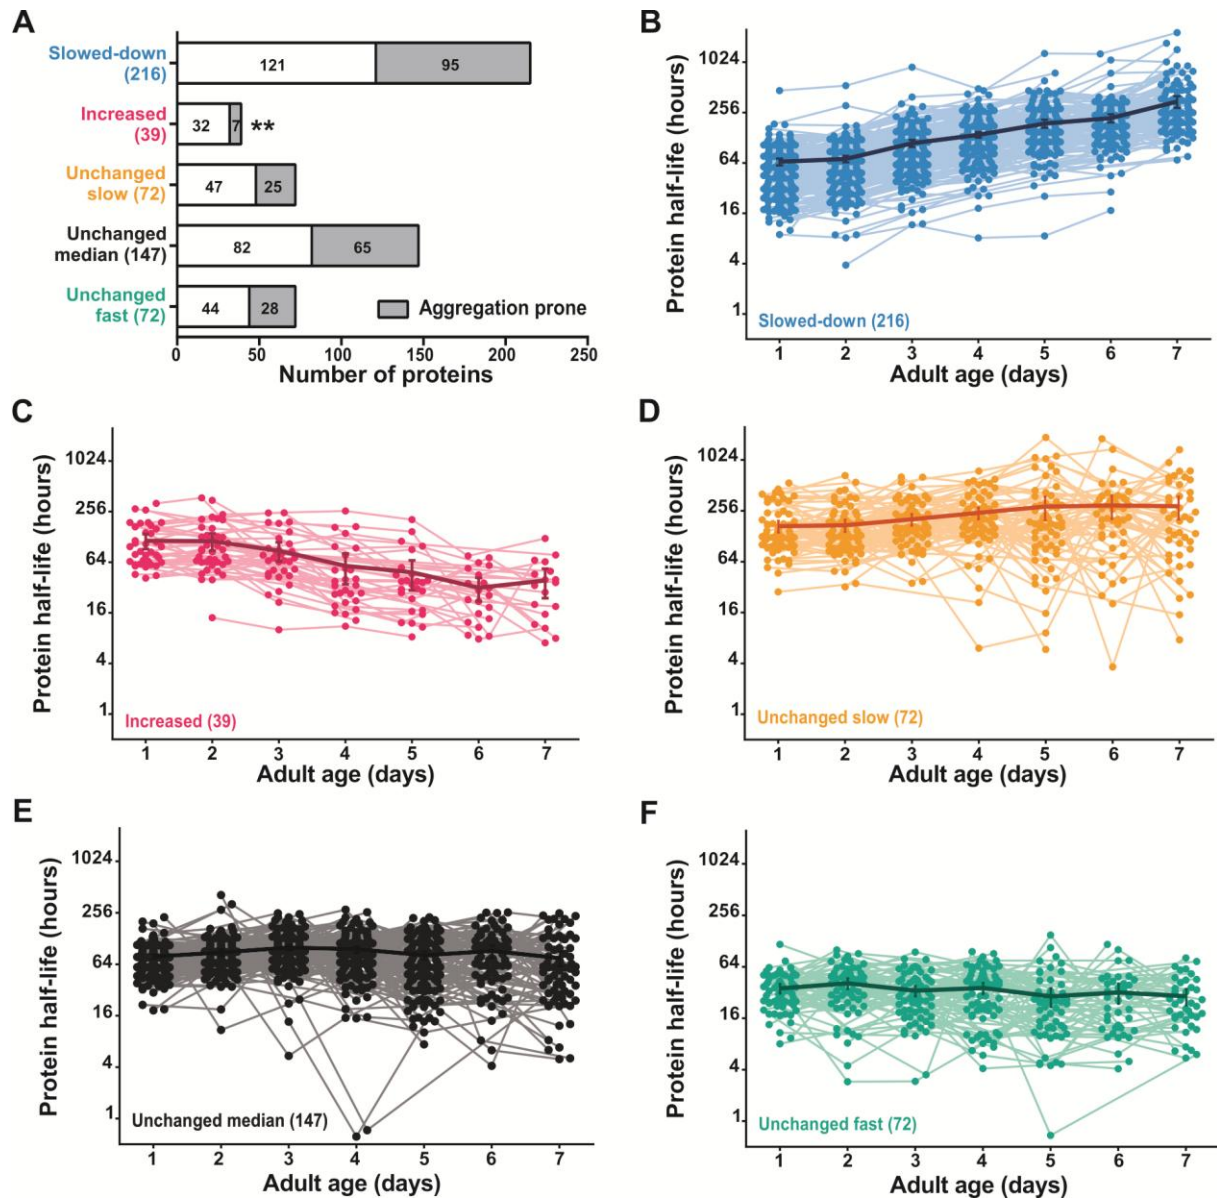 A
Slowed-down
(216)
121
95
Increased
(39)
32
7
**
Unchanged
slow (72)
47
25
Unchanged
median (147)
82
65
Unchanged
fast (72)
44
28
Aggregation prone
0
50
100
150
200
250
Number of proteins
B
Protein half-life (hours)
1024
256
64
16
4
1
Slowed-down (216)
1 2 3 4 5 6 7
Adult age (days)
C
Protein half-life (hours)
1024
256
64
16
4
1
Increased (39)
1 2 3 4 5 6 7
Adult age (days)
D
Protein half-life (hours)
1024
256
64
16
4
1
Unchanged slow (72)
1 2 3 4 5 6 7
Adult age (days)
E
Protein half-life (hours)
1024
256
64
16
4
1
Unchanged median (147)
1 2 3 4 5 6 7
Adult age (days)
F
Protein half-life (hours)
1024
256
64
16
4
1
Unchanged fast (72)
1 2 3 4 5 6 7
Adult age (days)